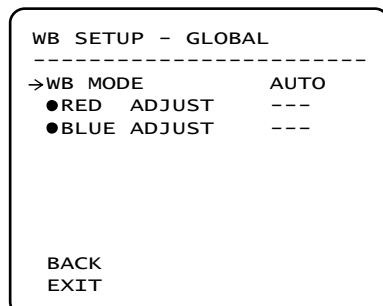 WB SETUP – GLOBAL
-------------------------
→WB MODE AUTO
●RED ADJUST ---
●BLUE ADJUST ---
BACK
EXIT